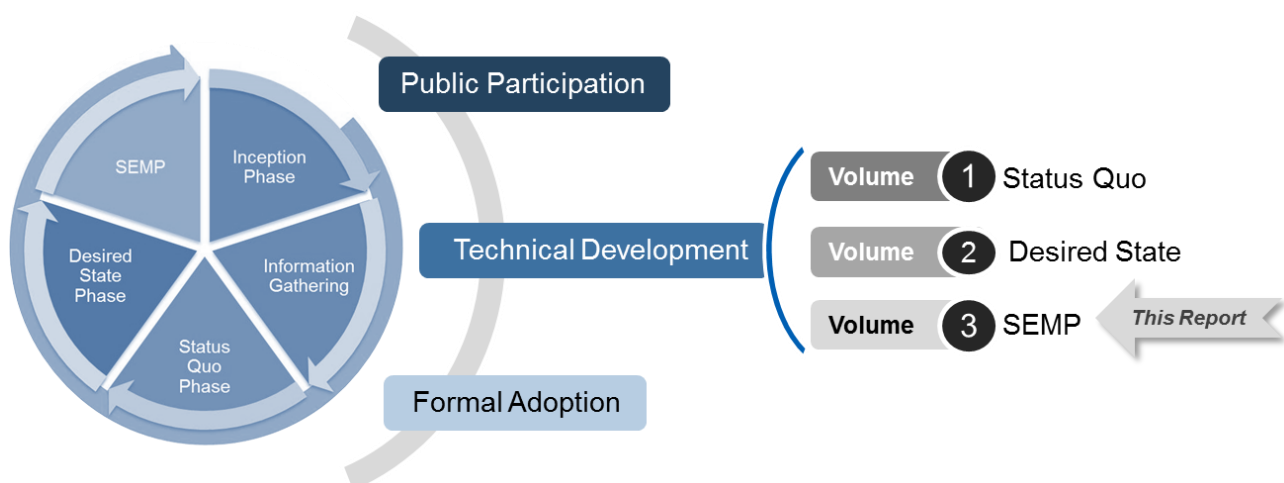 SEMP
Inception
Phase
Information
Gathering
Status
Quo
Phase
Desired
State
Phase
Public Participation
Technical Development
Formal Adoption
Volume 1 Status Quo
Volume 2 Desired State
Volume 3 SEMP
This Report